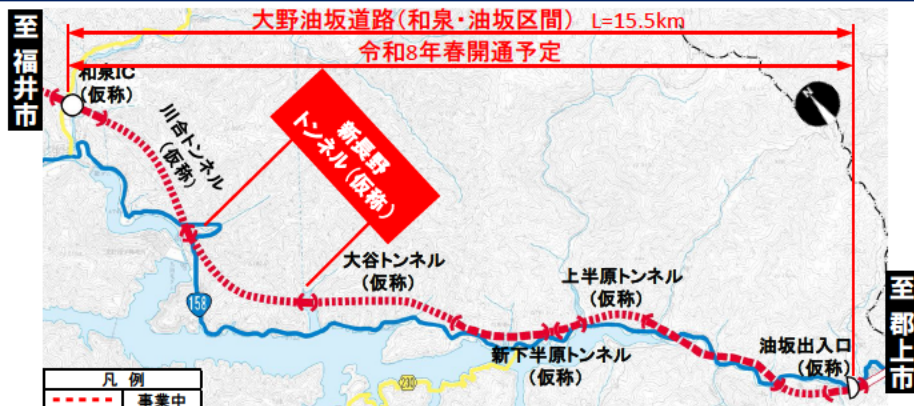 大野油坂道路(和泉・油坂区間) L=15.5km
令和8年春開通予定
至 福井市
和泉IC
(仮称)
川合トンネル
(仮称)
新長野
トンネル(仮称)
大谷トンネル
(仮称)
上半原トンネル
(仮称)
158
新下半原トンネル
(仮称)
油坂出入口
(仮称)
至 郡上市
230
凡 例
事業中